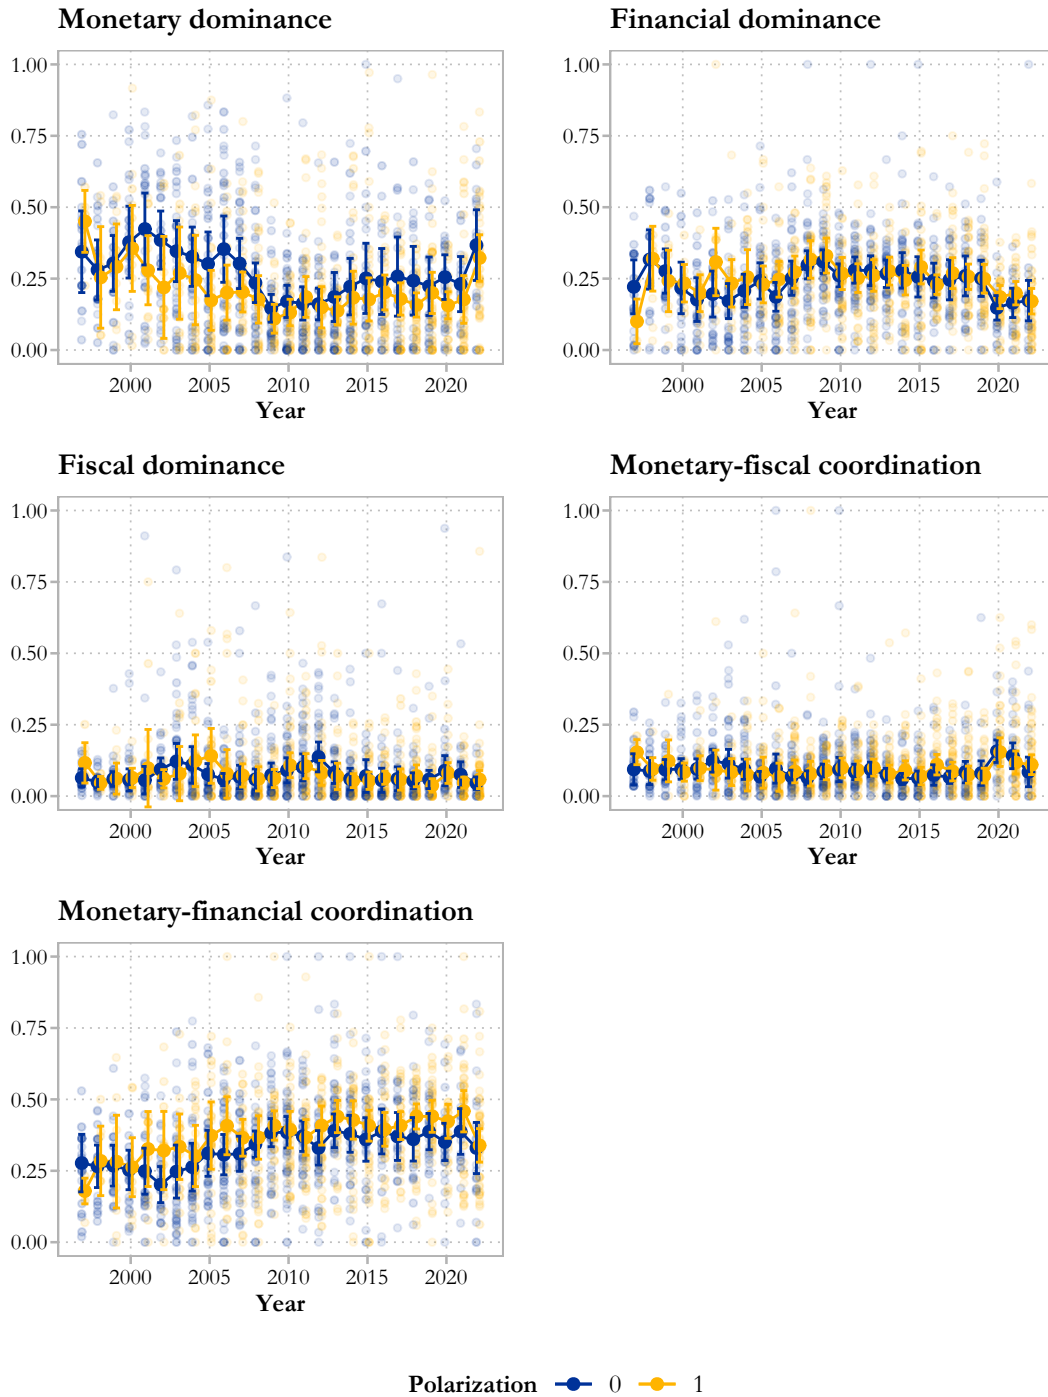 Monetary dominance
1.00
0.75
0.50
0.25
0.00
2000 2005 2010 2015 2020
Year
Financial dominance
1.00
0.75
0.50
0.25
0.00
2000 2005 2010 2015 2020
Year
Fiscal dominance
1.00
0.75
0.50
0.25
0.00
2000 2005 2010 2015 2020
Year
Monetary-fiscal coordination
1.00
0.75
0.50
0.25
0.00
2000 2005 2010 2015 2020
Year
Monetary-financial coordination
1.00
0.75
0.50
0.25
0.00
2000 2005 2010 2015 2020
Year
Polarization 0 1